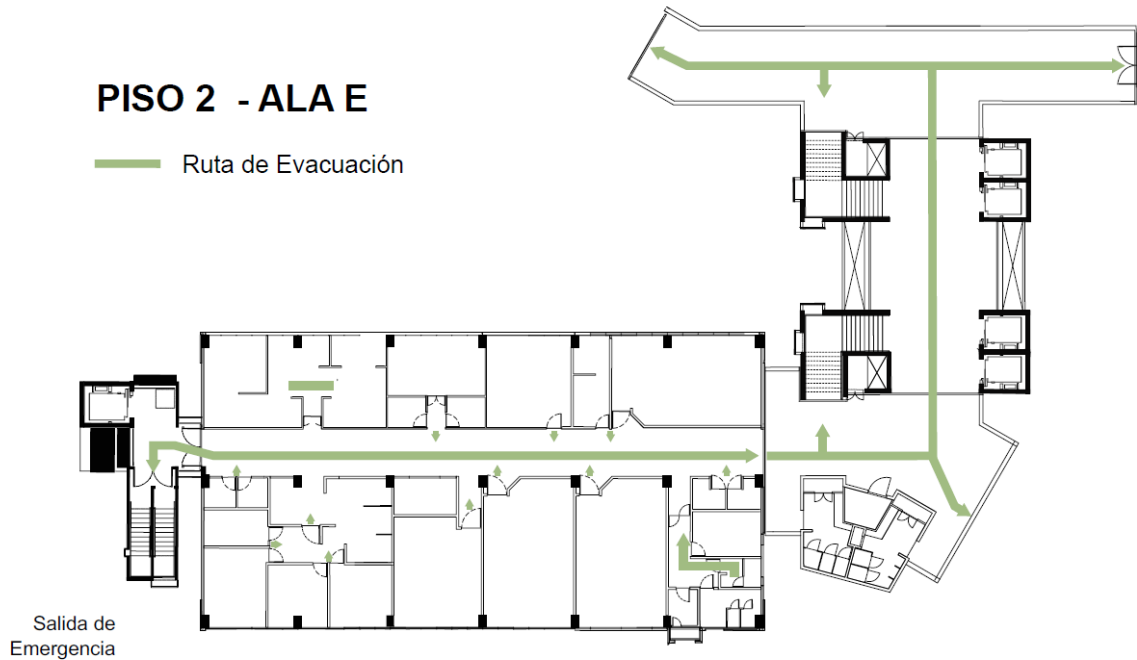 PISO 2 - ALA E
Ruta de Evacuación
Salida de
Emergencia